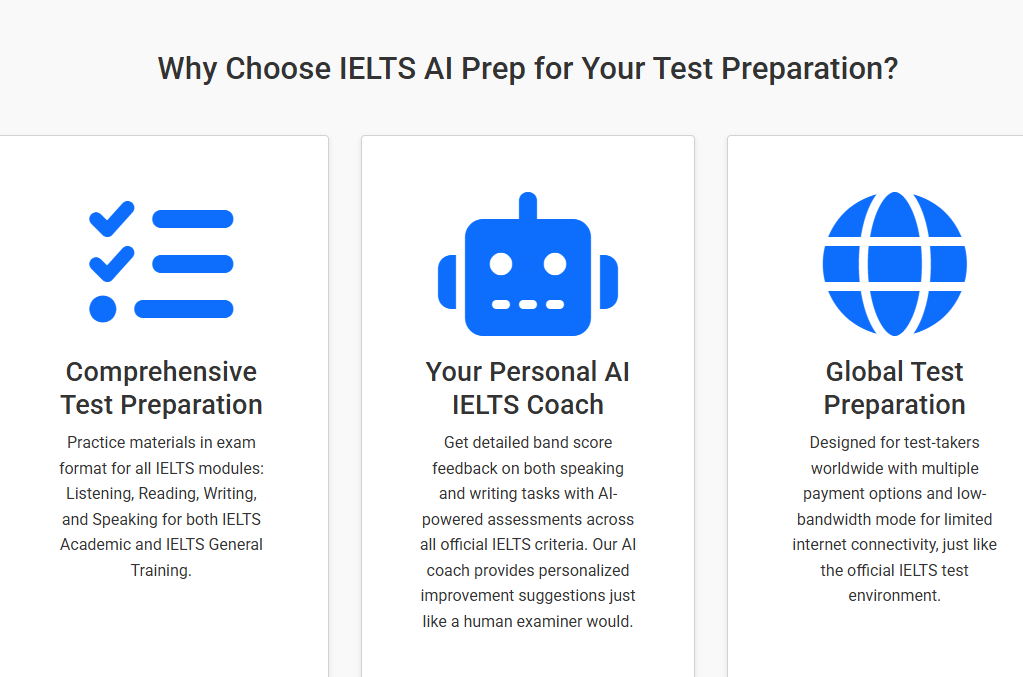 Why Choose IELTS AI Prep for Your Test Preparation?
Comprehensive
Test Preparation
Practice materials in exam
format for all IELTS modules:
Listening, Reading, Writing,
and Speaking for both IELTS
Academic and IELTS General
Training.
Your Personal AI
IELTS Coach
Get detailed band score
feedback on both speaking
and writing tasks with AI-
powered assessments across
all official IELTS criteria. Our AI
coach provides personalized
improvement suggestions just
like a human examiner would.
Global Test
Preparation
Designed for test-takers
worldwide with multiple
payment options and low-
bandwidth mode for limited
internet connectivity, just like
the official IELTS test
environment.